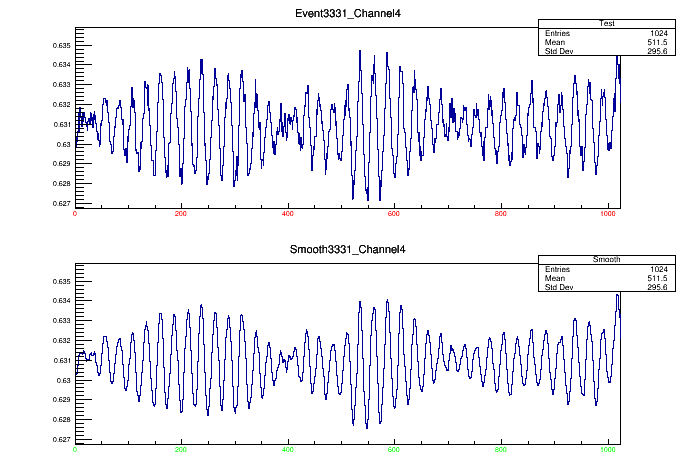 Event3331_Channel4
Test
Entries 1024
Mean 511.5
Std Dev 295.6
0.635
0.634
0.633
0.632
0.631
0.63
0.629
0.628
0.627
0 200 400 600 800 1000
Smooth3331_Channel4
Smooth
Entries 1024
Mean 511.5
Std Dev 295.6
0.635
0.634
0.633
0.632
0.631
0.63
0.629
0.628
0.627
0 200 400 600 800 1000